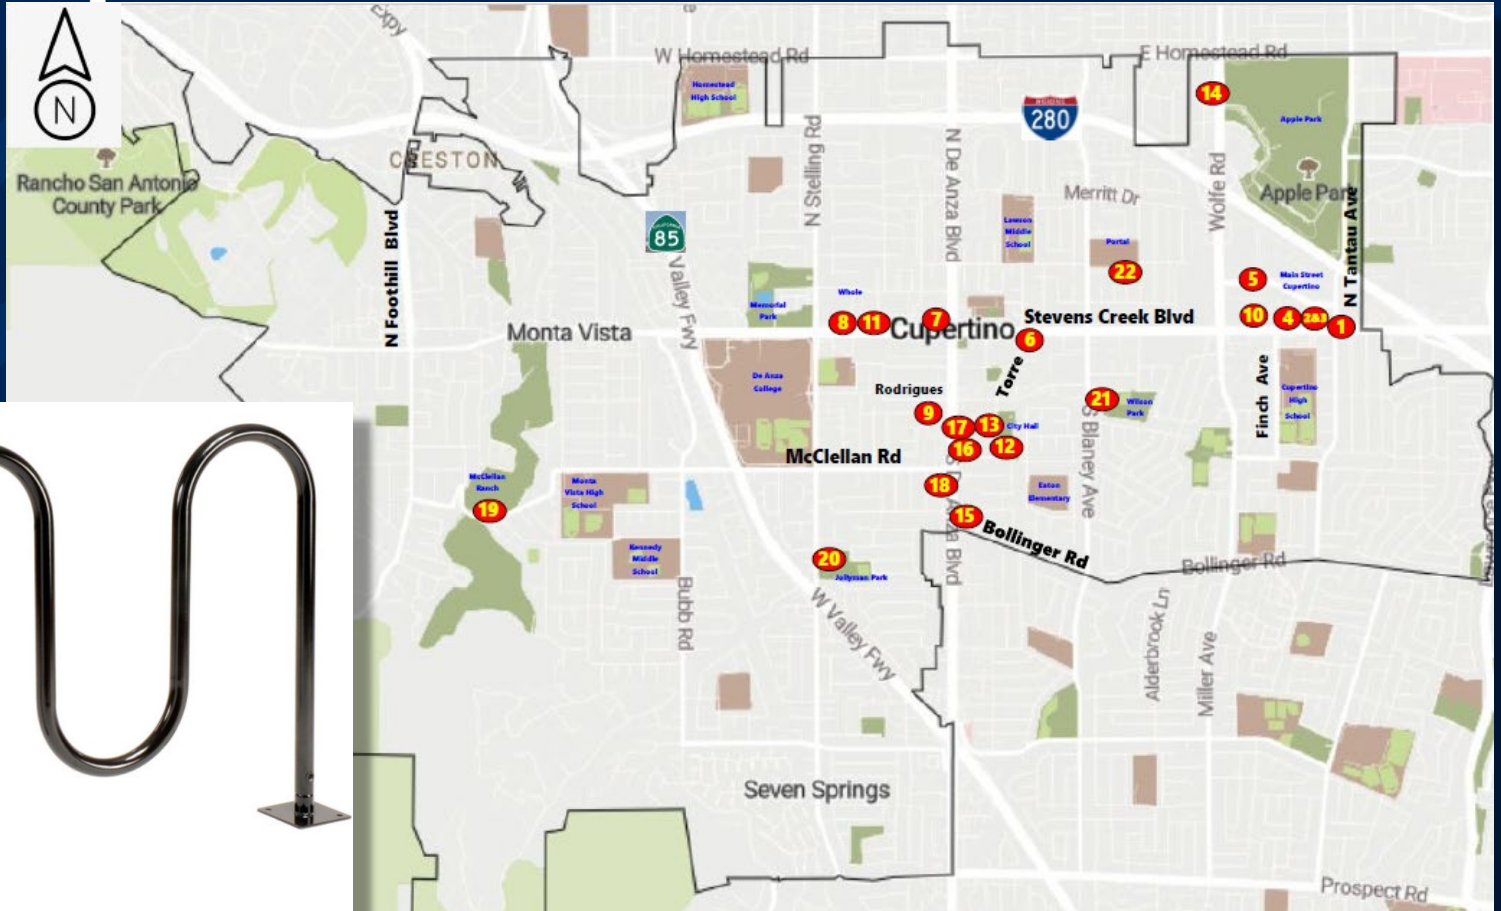 Expy
W Homestead Rd
E Homestead Rd
Homestead
High School
14
INTERSTATE
280
Apple Park
N
CRESTON
Rancho San Antonio
County Park
N Stelling Rd
N De Anza Blvd
Merritt Dr
Wolfe Rd
Apple Park
N Tantau Ave
N Foothill Blvd
CALIFORNIA
85
Lawson
Middle
School
Portal
22
5
Main Street
Cupertino
Valley Fwy
Memorial
Park
Whole
8
11
7
Cupertino
Stevens Creek Blvd
10
4
2&3
1
Monta Vista
6
De Anza
College
Rodrigues
Torre
Finch Ave
Cupertino
High
School
9
17
13
City Hall
16
12
21
Wilson
Park
S Blaney Ave
McClellan Rd
McClellan
Ranch
19
Monta
Vista High
School
18
Eaton
Elementary
15
S De Anza Blvd
Bollinger Rd
Bollinger Rd
Kennedy
Middle
School
20
Jollyman Park
Bubb Rd
W Valley Fwy
Alderbrook Ln
Miller Ave
Seven Springs
Prospect Rd